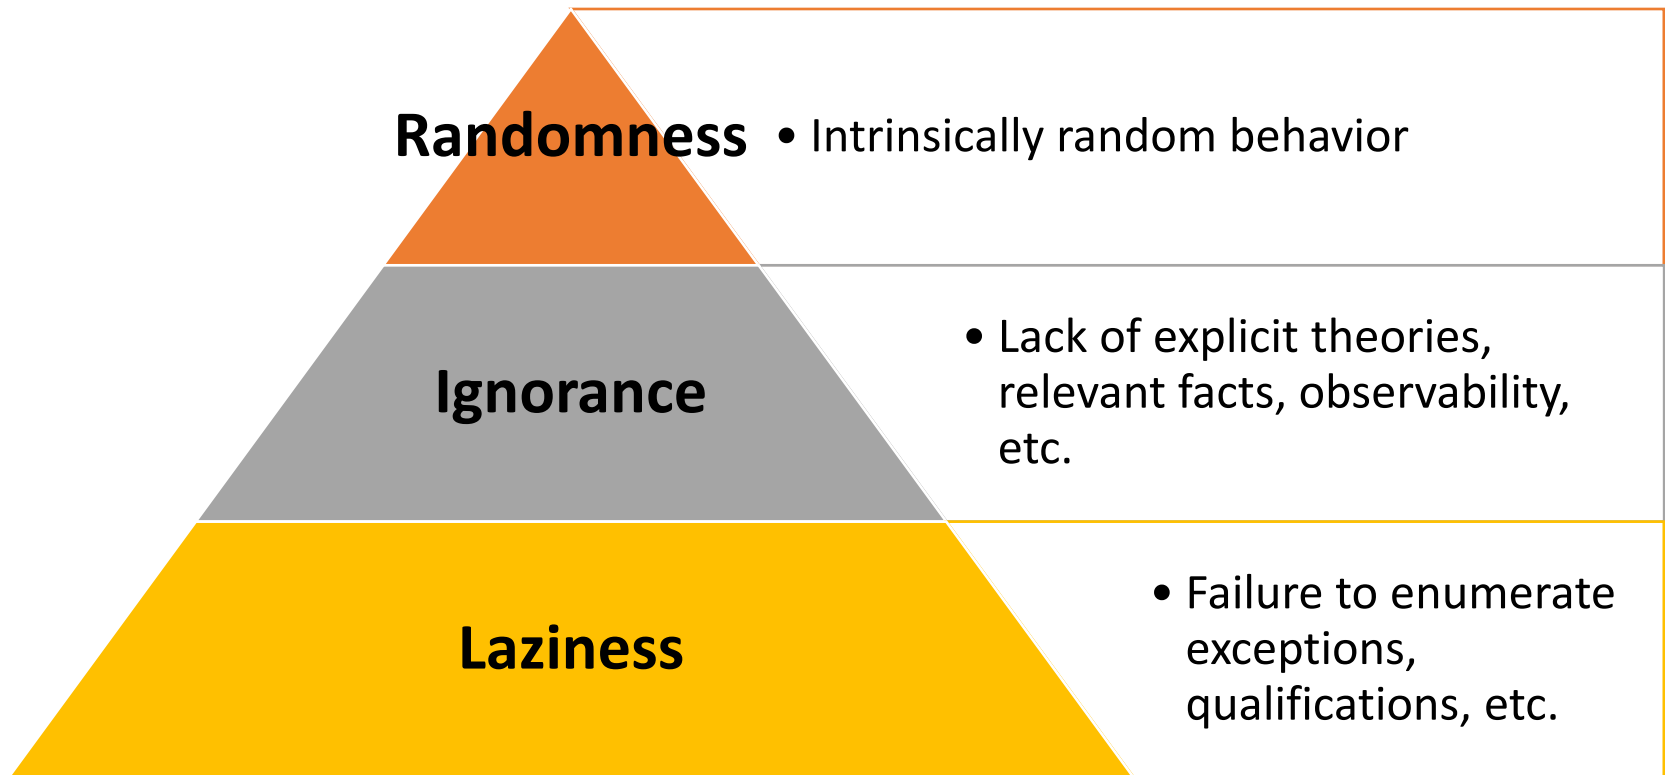 Randomness
• Intrinsically random behavior
Ignorance
• Lack of explicit theories,
relevant facts, observability,
etc.
Laziness
• Failure to enumerate
exceptions,
qualifications, etc.